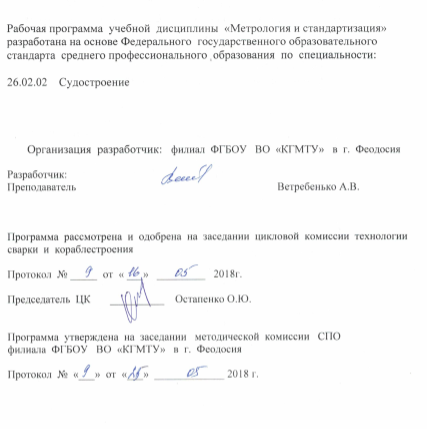 Рабочая программа учебной дисциплины «Метрология и стандартизация»
разработана на основе Федерального государственного образовательного
стандарта среднего профессионального образования по специальности:
26.02.02 Судостроение
Организация разработчик: филиал ФГБОУ ВО «КГМТУ» в г. Феодосия
Разработчик:
Преподаватель Ветребенько А.В.
Программа рассмотрена и одобрена на заседании цикловой комиссии технологии
сварки и кораблестроения
Протокол № 9 от «16» 05 2018г.
Председатель ЦК Остапенко О.Ю.
Программа утверждена на заседании методической комиссии СПО
филиала ФГБОУ ВО «КГМТУ» в г. Феодосия
Протокол № «9» от « » 05 2018 г.